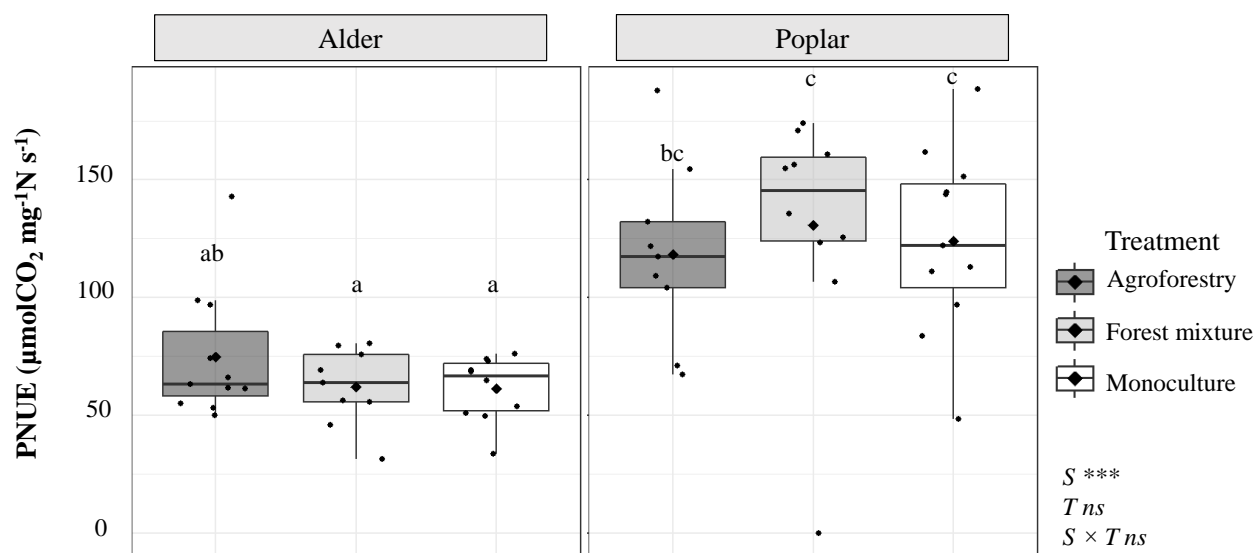 Alder
Poplar
PNUE (µmolCO₂ mg⁻¹N s⁻¹)
150
100
50
0
ab
a
a
bc
c
c
Treatment
Agroforestry
Forest mixture
Monoculture
S ***
T ns
S × T ns